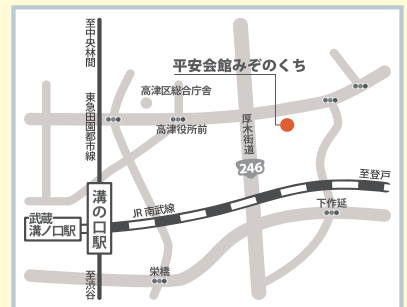 至中央林間
平安会館みぞのくち
高津区総合庁舎
東急田園都市線
高津役所前
厚木街道
246
至登戸
溝の口駅
武蔵
溝ノ口駅
JR 南武線
下作延
栄橋
至渋谷